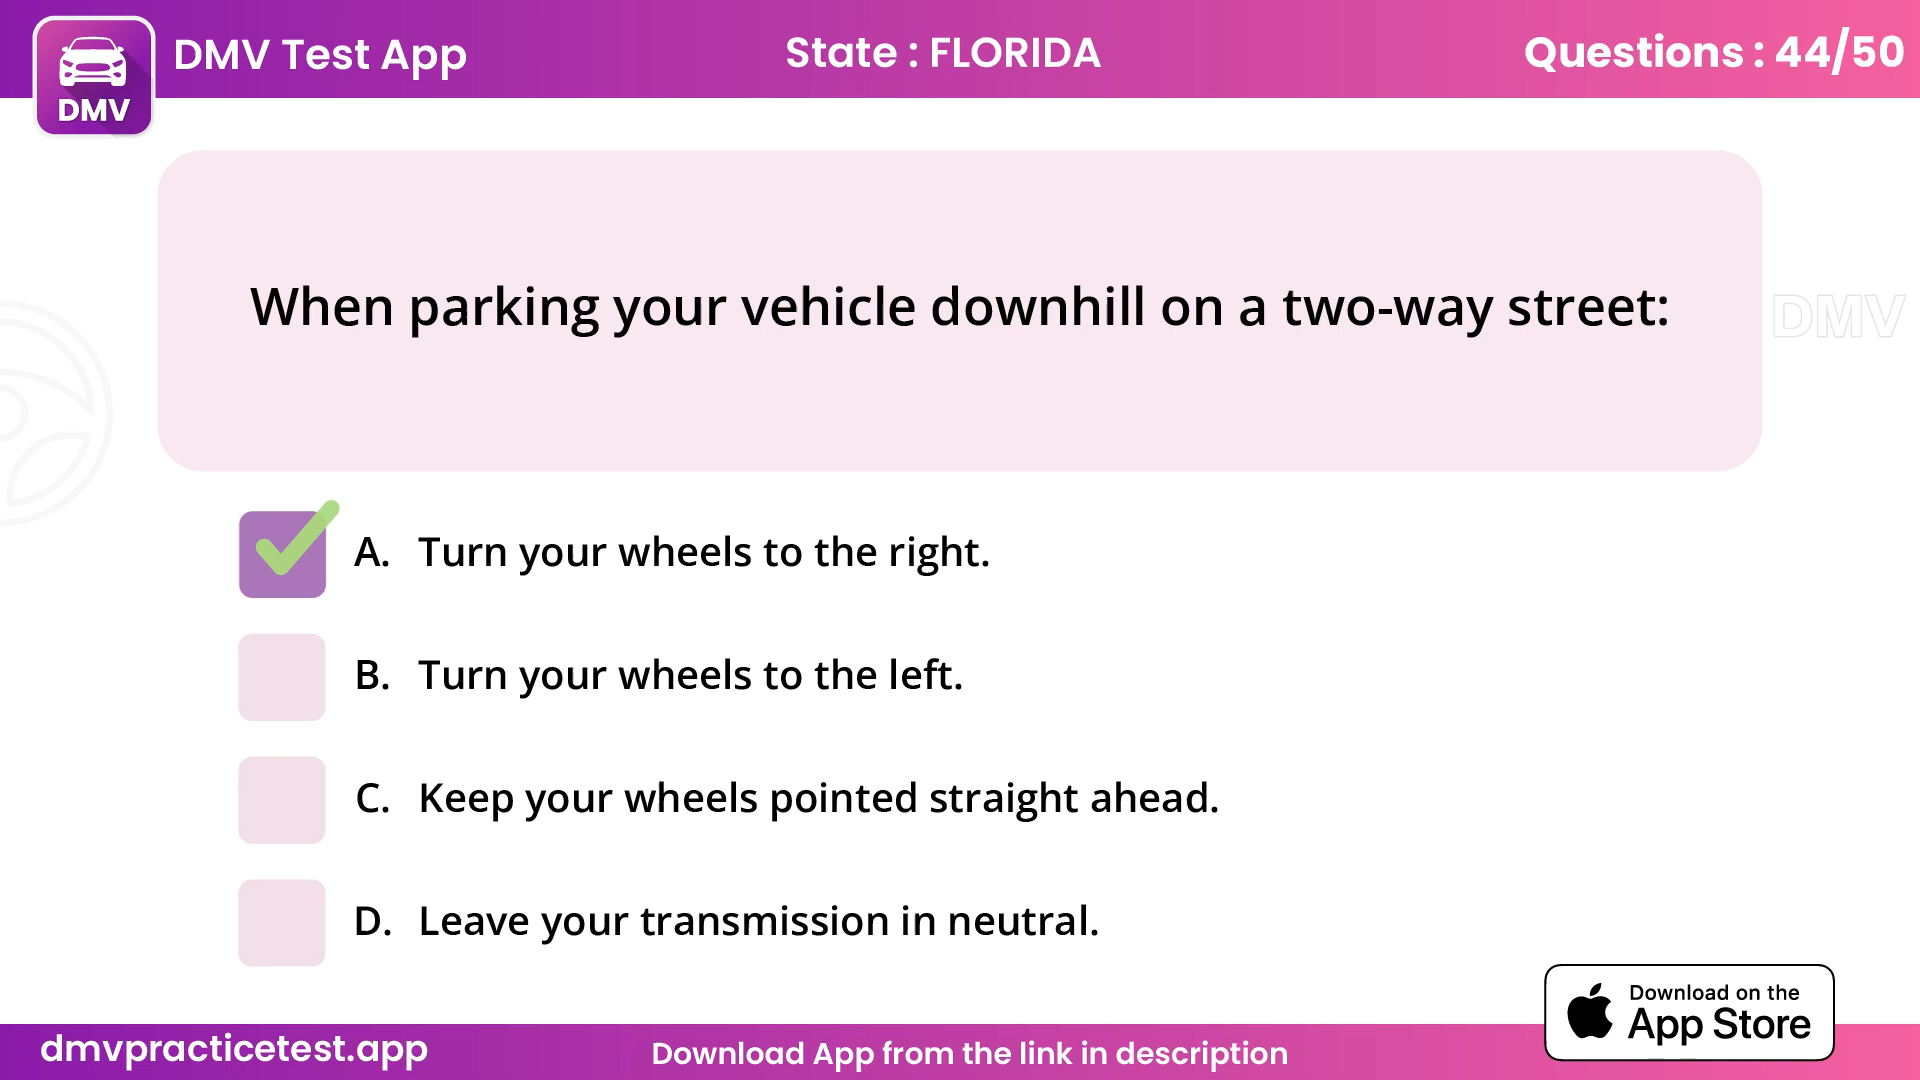 DMV
DMV Test App
State : FLORIDA
Questions : 44/50
When parking your vehicle downhill on a two-way street:
DMV
A. Turn your wheels to the right.
B. Turn your wheels to the left.
C. Keep your wheels pointed straight ahead.
D. Leave your transmission in neutral.
Download on the
App Store
dmvpracticetest.app
Download App from the link in description